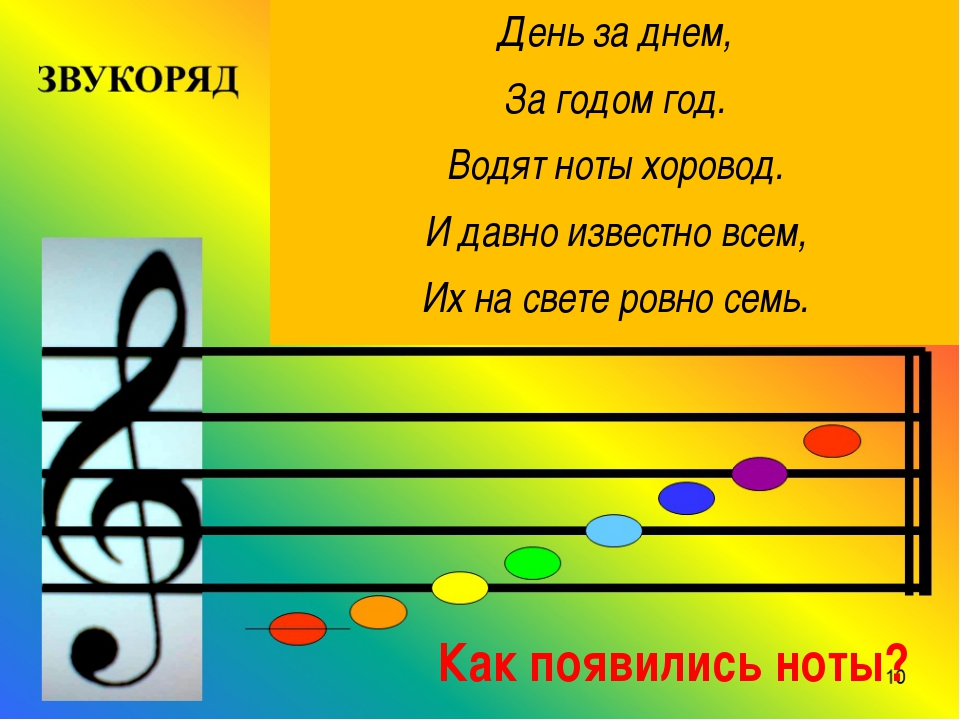 ЗВУКОРЯД
День за днем,
За годом год.
Водят ноты хоровод.
И давно известно всем,
Их на свете ровно семь.
Как появились ноты?
10